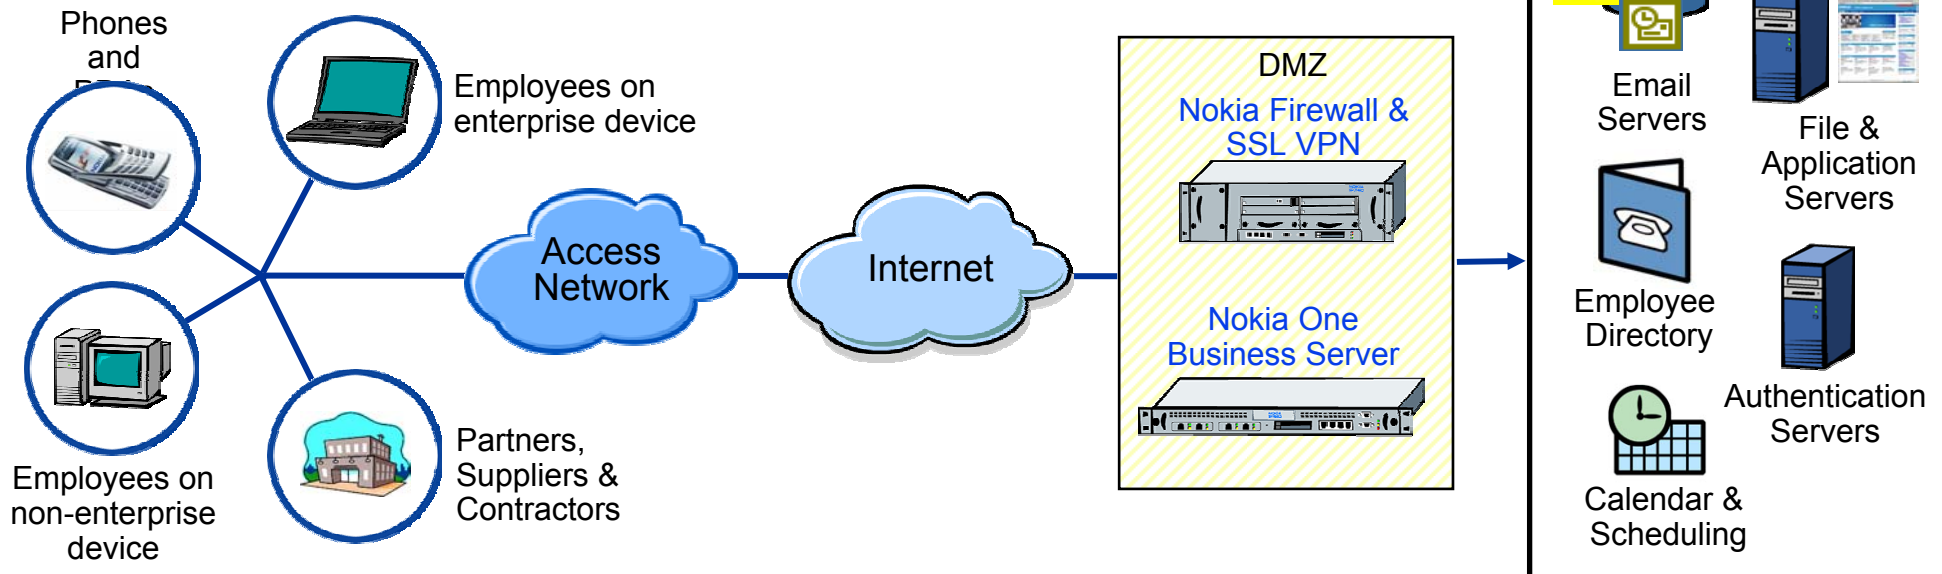 Phones
and
Employees on
enterprise device
Employees on
non-enterprise
device
Partners,
Suppliers &
Contractors
Access
Network
Internet
DMZ
Nokia Firewall &
SSL VPN
Nokia One
Business Server
Email
Servers
File &
Application
Servers
Employee
Directory
Authentication
Servers
Calendar &
Scheduling